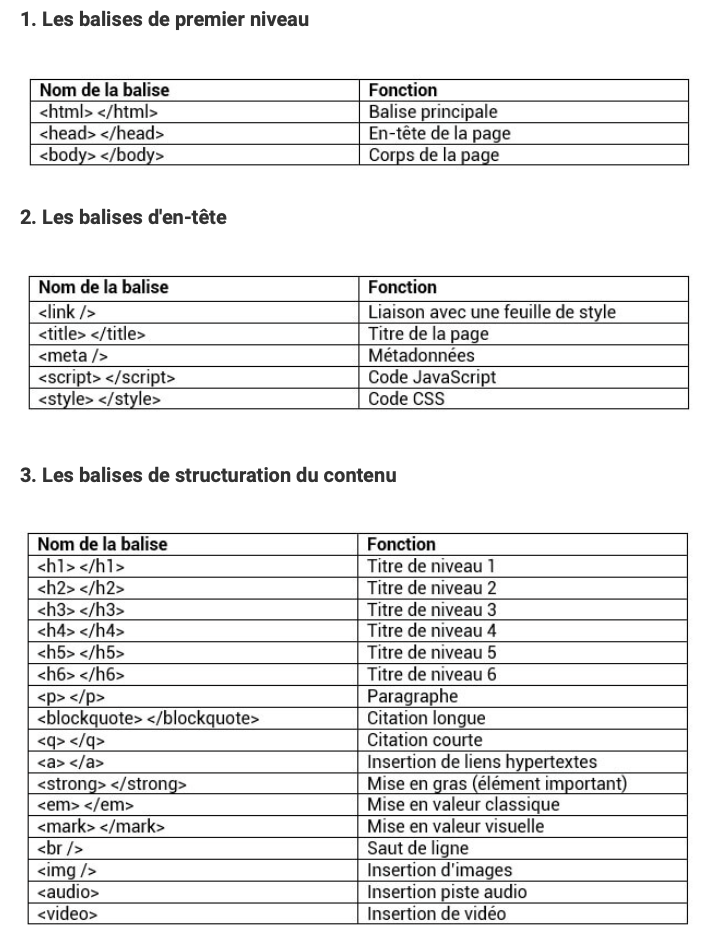 1. Les balises de premier niveau
Nom de la balise Fonction
<html> </html> Balise principale
<head> </head> En-tête de la page
<body> </body> Corps de la page
2. Les balises d'en-tête
Nom de la balise Fonction
<link /> Liaison avec une feuille de style
<title> </title> Titre de la page
<meta /> Métadonnées
<script> </script> Code JavaScript
<style> </style> Code CSS
3. Les balises de structuration du contenu
Nom de la balise Fonction
<h1> </h1> Titre de niveau 1
<h2> </h2> Titre de niveau 2
<h3> </h3> Titre de niveau 3
<h4> </h4> Titre de niveau 4
<h5> </h5> Titre de niveau 5
<h6> </h6> Titre de niveau 6
<p> </p> Paragraphe
<blockquote> </blockquote> Citation longue
<q> </q> Citation courte
<a> </a> Insertion de liens hypertextes
<strong> </strong> Mise en gras (élément important)
<em> </em> Mise en valeur classique
<mark> </mark> Mise en valeur visuelle
<br /> Saut de ligne
<img /> Insertion d'images
<audio> Insertion piste audio
<video> Insertion de vidéo